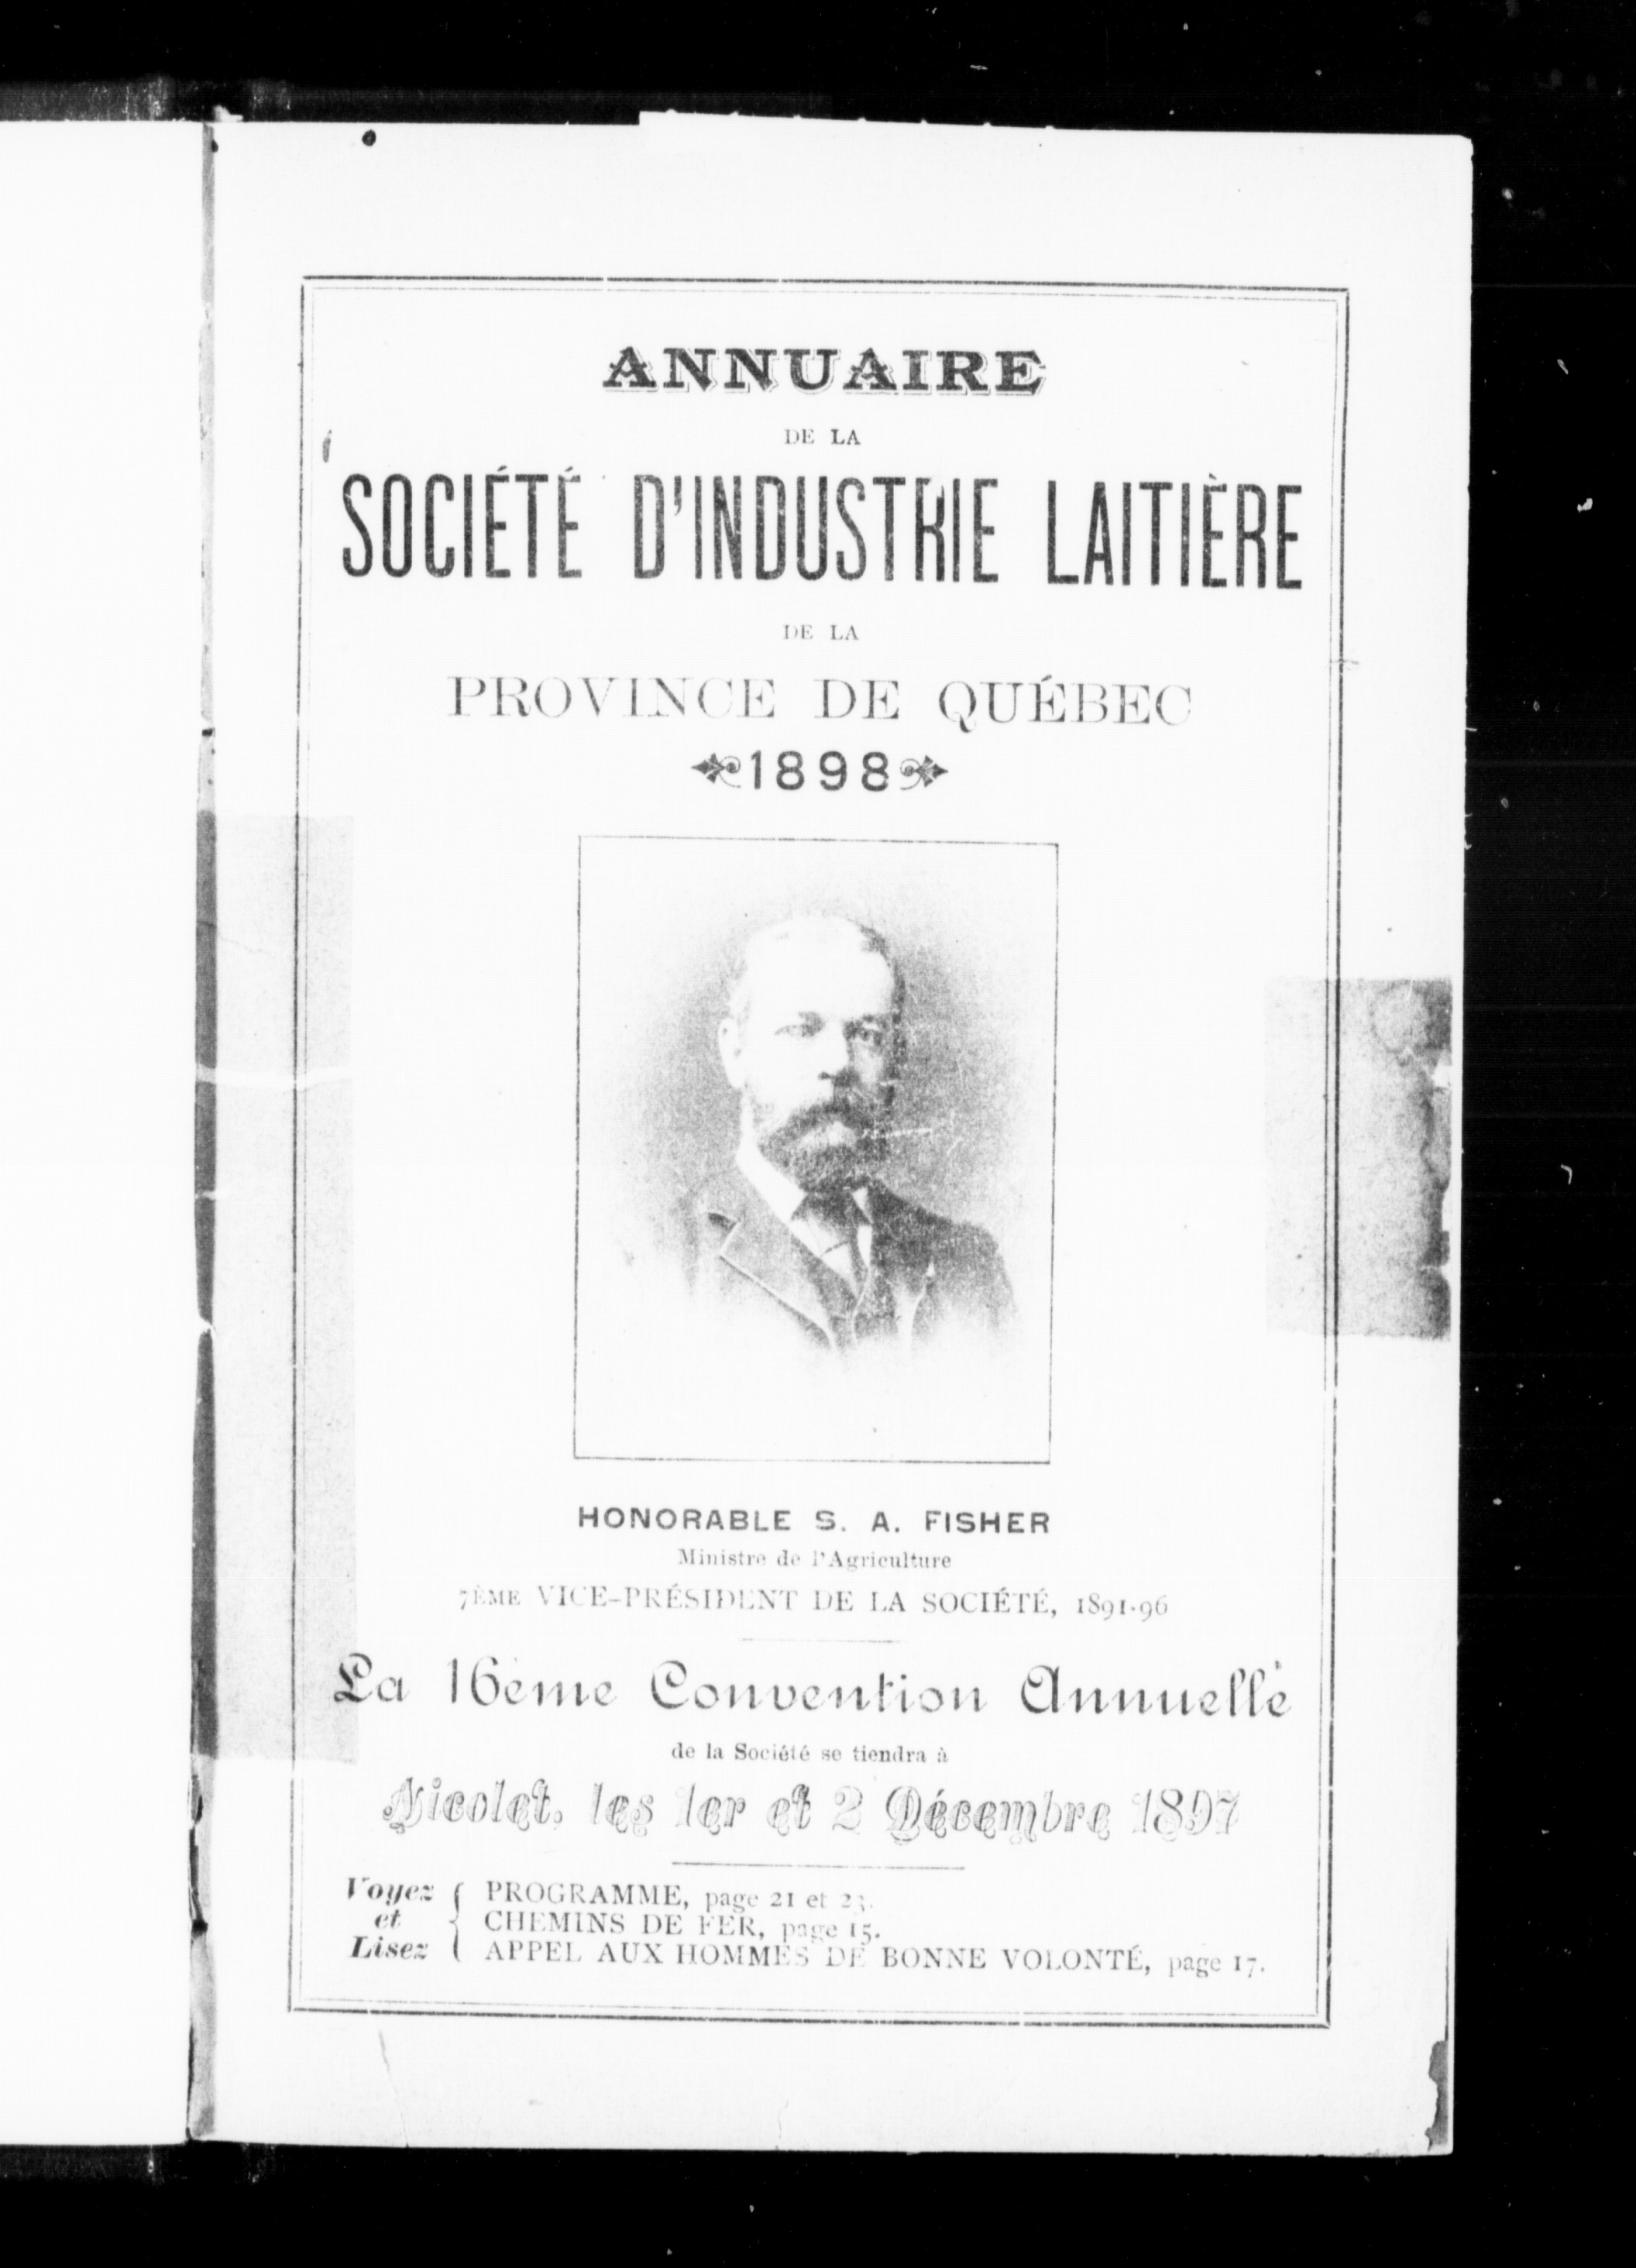 ANNUAIRE
DE LA
SOCIÉTÉ D'INDUSTRIE LAITIÈRE
DE LA
PROVINCE DE QUÉBEC
1898
HONORABLE S. A. FISHER
Ministre de l'Agriculture
7ÈME VICE-PRÉSIDENT DE LA SOCIÉTÉ, 1891-96
La 16ème Convention Annuelle
de la Société se tiendra à
Nicolet, les 1er et 2 Décembre 1897
Voyez et Lisez
PROGRAMME, page 21 et 23.
CHEMINS DE FER, page 15.
APPEL AUX HOMMES DE BONNE VOLONTÉ, page 17.